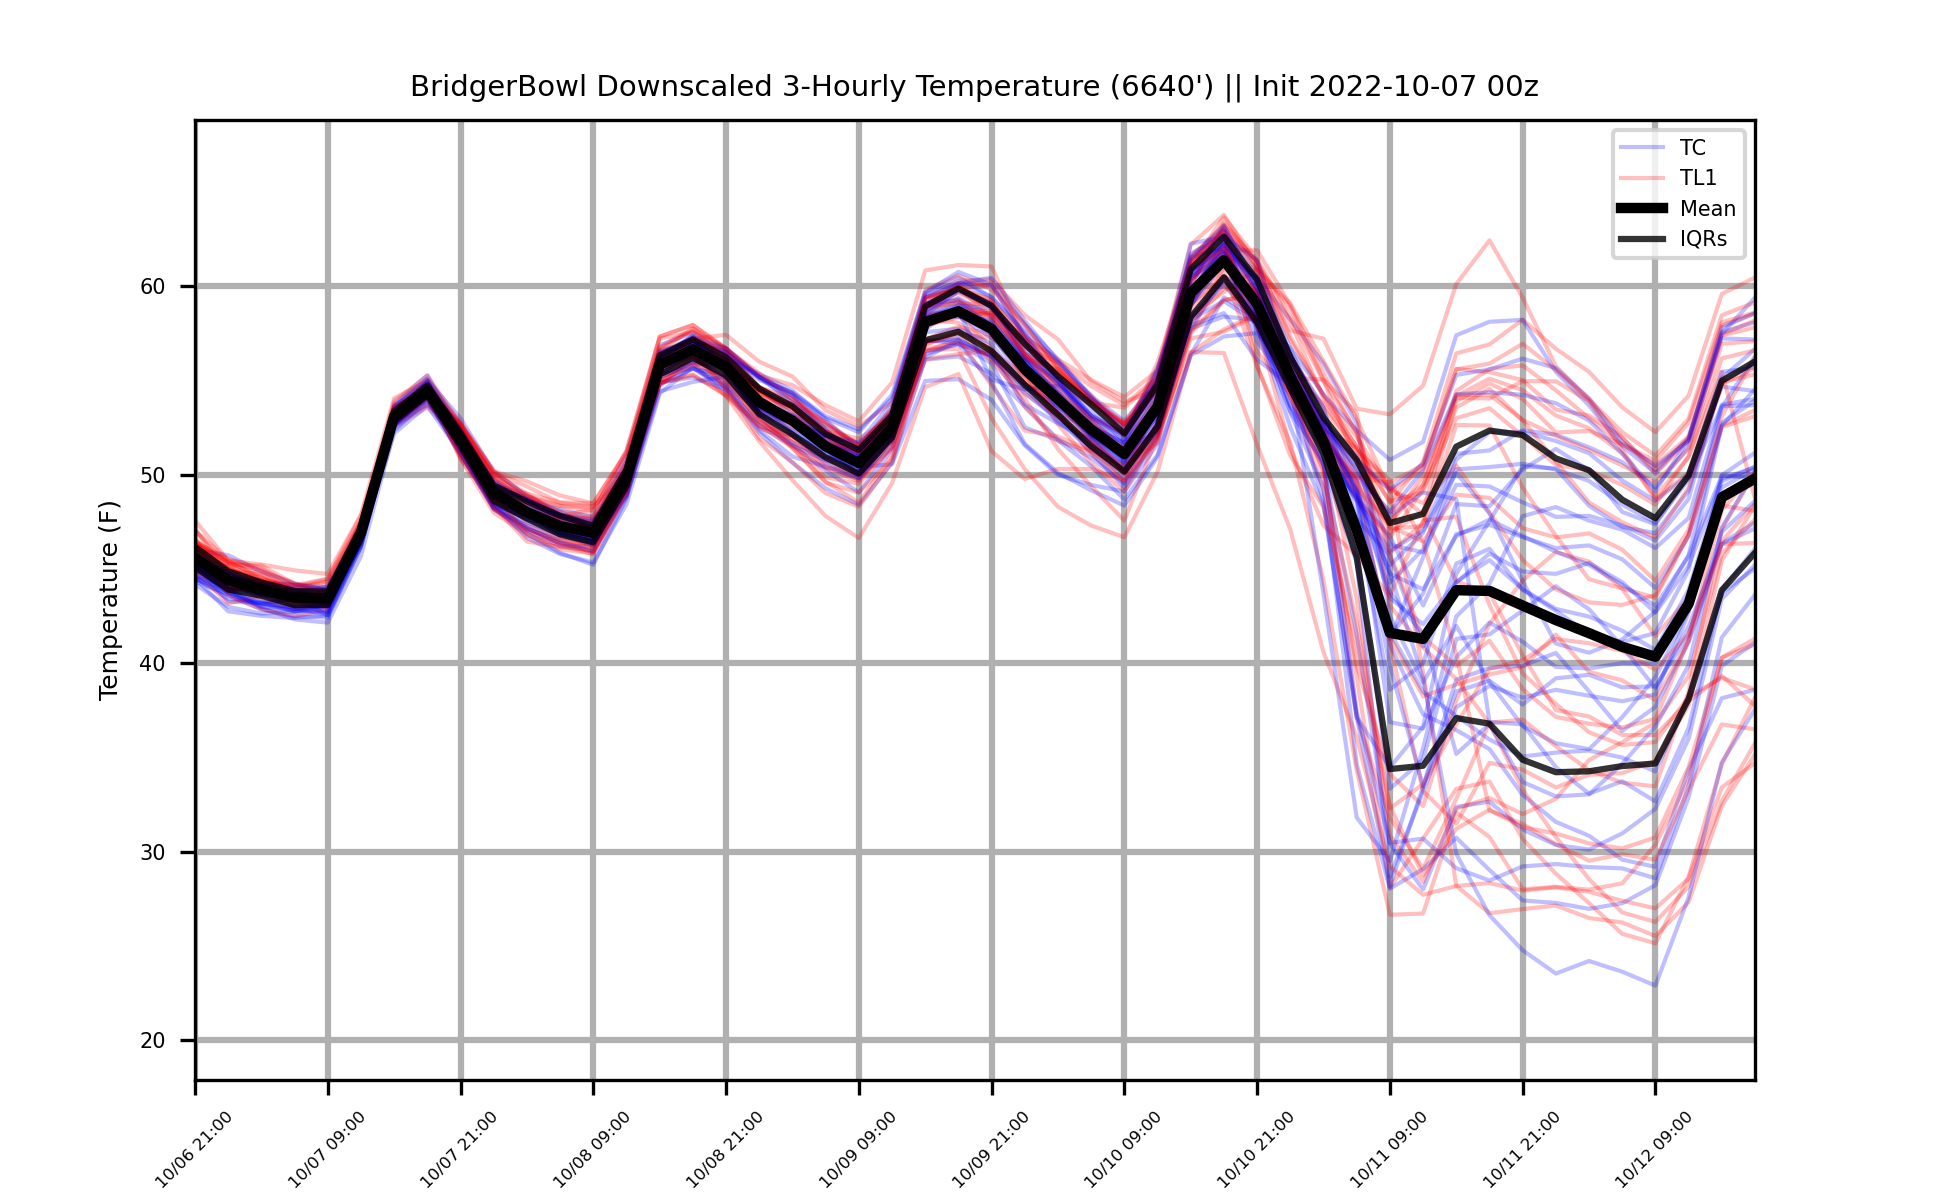 BridgerBowl Downscaled 3-Hourly Temperature (6640') || Init 2022-10-07 00z
TC
TL1
Mean
IQRs
Temperature (F)
60
50
40
30
20
10/06 21:00
10/07 09:00
10/07 21:00
10/08 09:00
10/08 21:00
10/09 09:00
10/09 21:00
10/10 09:00
10/10 21:00
10/11 09:00
10/11 21:00
10/12 09:00